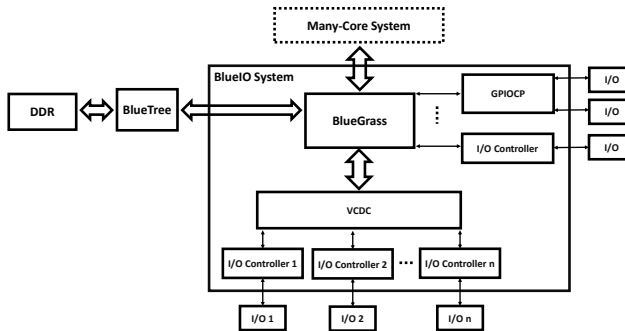 Many-Core System
BlueIO System
DDR
BlueTree
BlueGrass
GPIOCP
I/O
I/O
I/O Controller
I/O
VCDC
I/O Controller 1
I/O Controller 2
I/O Controller n
I/O 1
I/O 2
I/O n